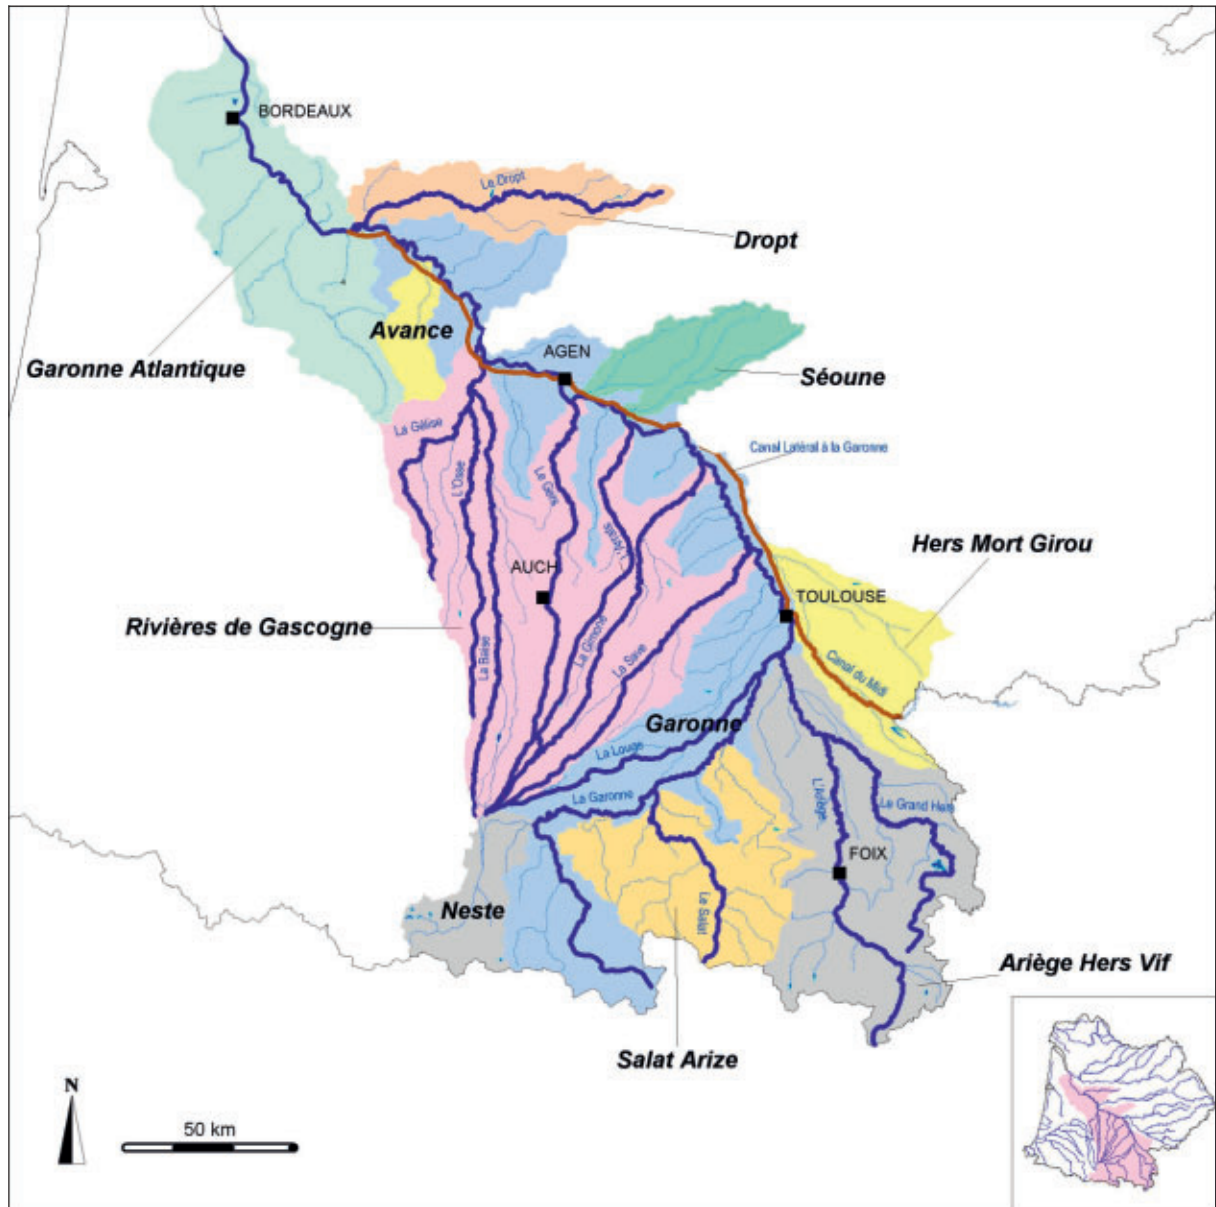 BORDEAUX
Le Dropt
Dropt
Avance
AGEN
Garonne Atlantique
Séoune
La Gélise
Canal Latéral à la Garonne
L'Osse
Le Gers
Hers Mort Girou
AUCH
TOULOUSE
Rivières de Gascogne
La Baïse
La Gimone
La Save
Canal du Midi
Garonne
La Louge
La Garonne
L'Ariège
Le Grand Hers
FOIX
Neste
Le Salat
Ariège Hers Vif
Salat Arize
N
50 km